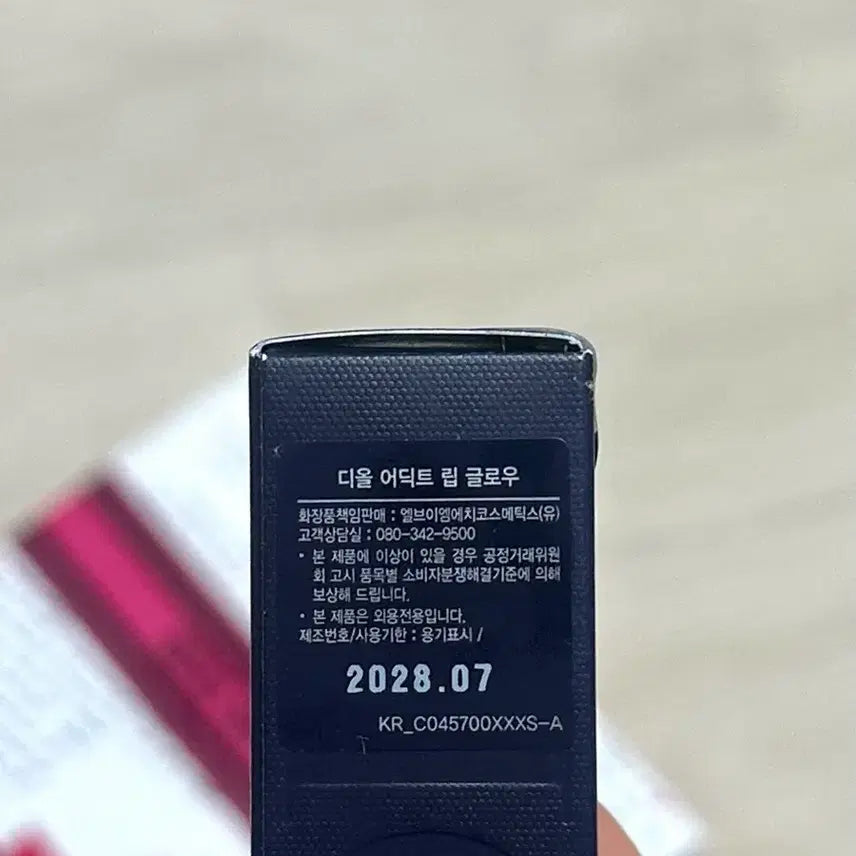 디올 어딕트 립 글로우
화장품책임판매 : 엘브이엠에치코스메틱스(유)
고객상담실 : 080-342-9500
• 본 제품에 이상이 있을 경우 공정거래위원
회 고시 품목별 소비자분쟁해결기준에 의해
보상해 드립니다.
• 본 제품은 외용전용입니다.
제조번호/사용기한 : 용기표시 /
2028.07
KR_C045700XXXS-A